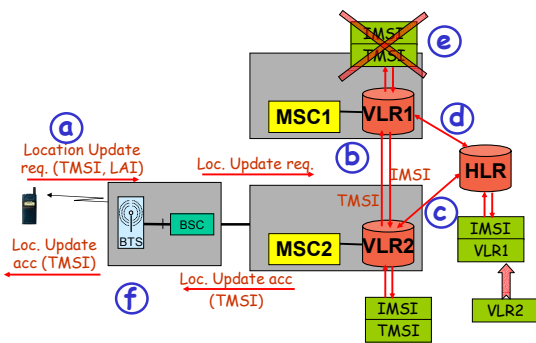 IMSI
TMSI
e
MSC1
VLR1
a
d
Location Update
req. (TMSI, LAI)
Loc. Update req.
b
IMSI
HLR
TMSI
c
BTS
BSC
MSC2
VLR2
IMSI
VLR1
Loc. Update
acc (TMSI)
f
Loc. Update acc
(TMSI)
IMSI
TMSI
VLR2